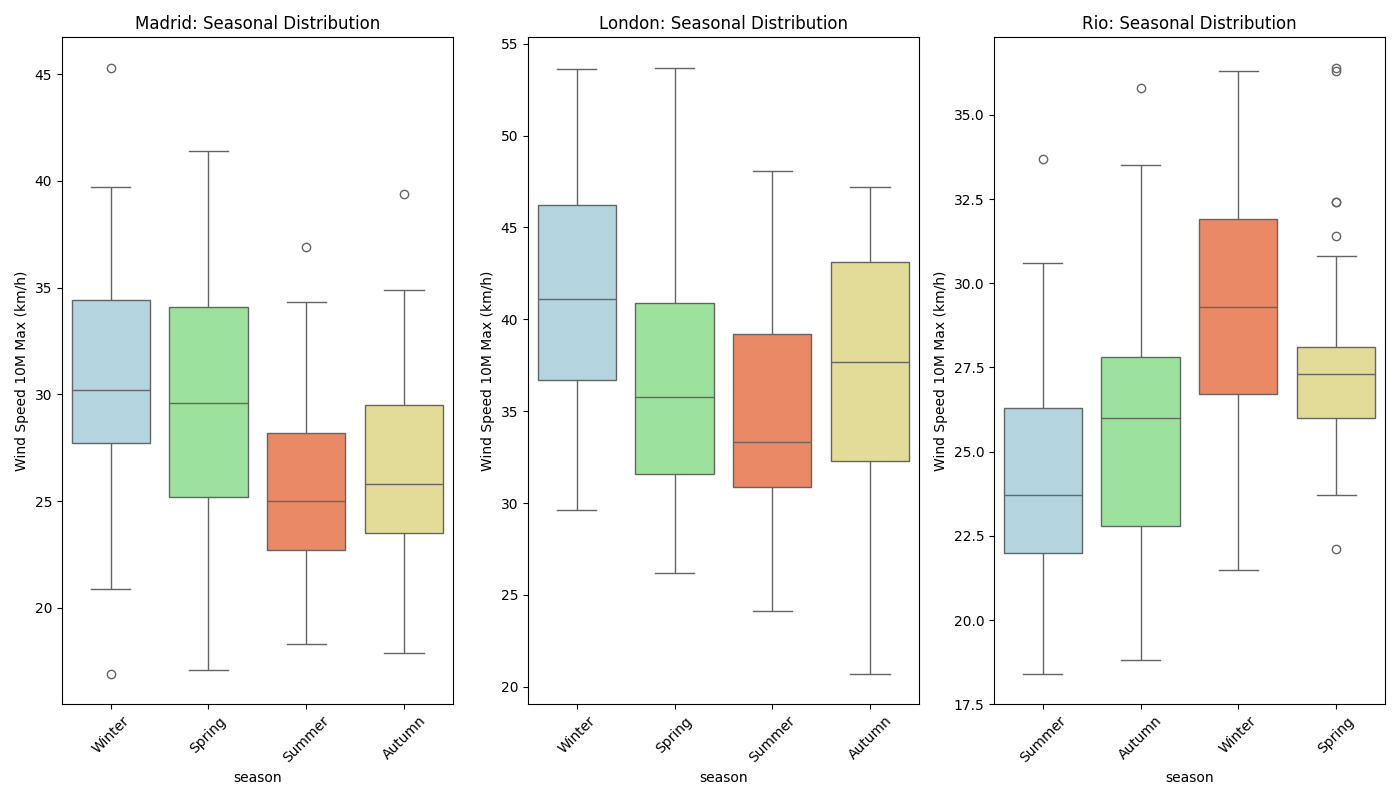 Madrid: Seasonal Distribution
Wind Speed 10M Max (km/h)
45
40
35
30
25
20
Winter
Spring
Summer
Autumn
season
London: Seasonal Distribution
Wind Speed 10M Max (km/h)
55
50
45
40
35
30
25
20
Winter
Spring
Summer
Autumn
season
Rio: Seasonal Distribution
Wind Speed 10M Max (km/h)
35.0
32.5
30.0
27.5
25.0
22.5
20.0
17.5
Summer
Autumn
Winter
Spring
season